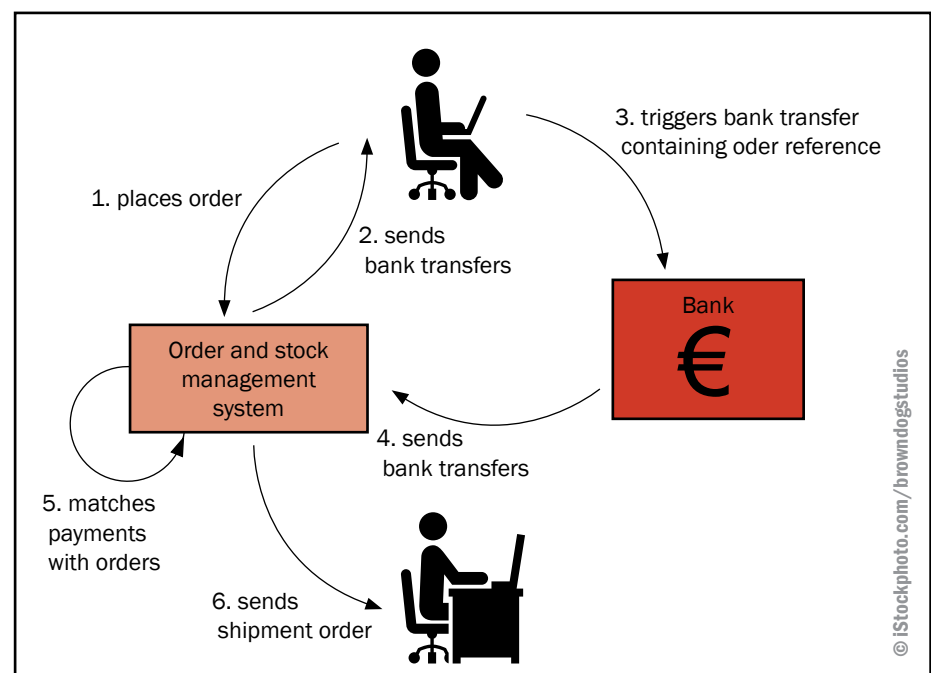 1. places order
2. sends
bank transfers
3. triggers bank transfer
containing oder reference
Bank
€
Order and stock
management
system
4. sends
bank transfers
5. matches
payments
with orders
6. sends
shipment order
© iStockphoto.com/browndogstudios